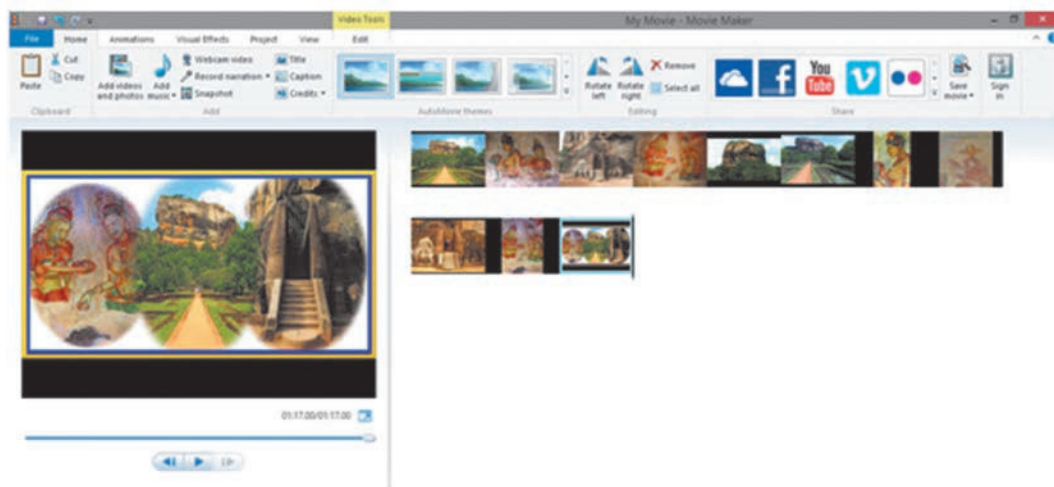 Video Tools
My Movie - Movie Maker
File Home Animations Visual Effects Project View Edit
Cut
Copy
Paste
Clipboard
Add videos and photos
Add music
Webcam video
Record narration
Snapshot
Title
Caption
Credits
Add
AutoMovie themes
Rotate left
Rotate right
Remove
Select all
Editing
You
Tube
Share
Save movie
Sign in
01:17.00/01:17.00